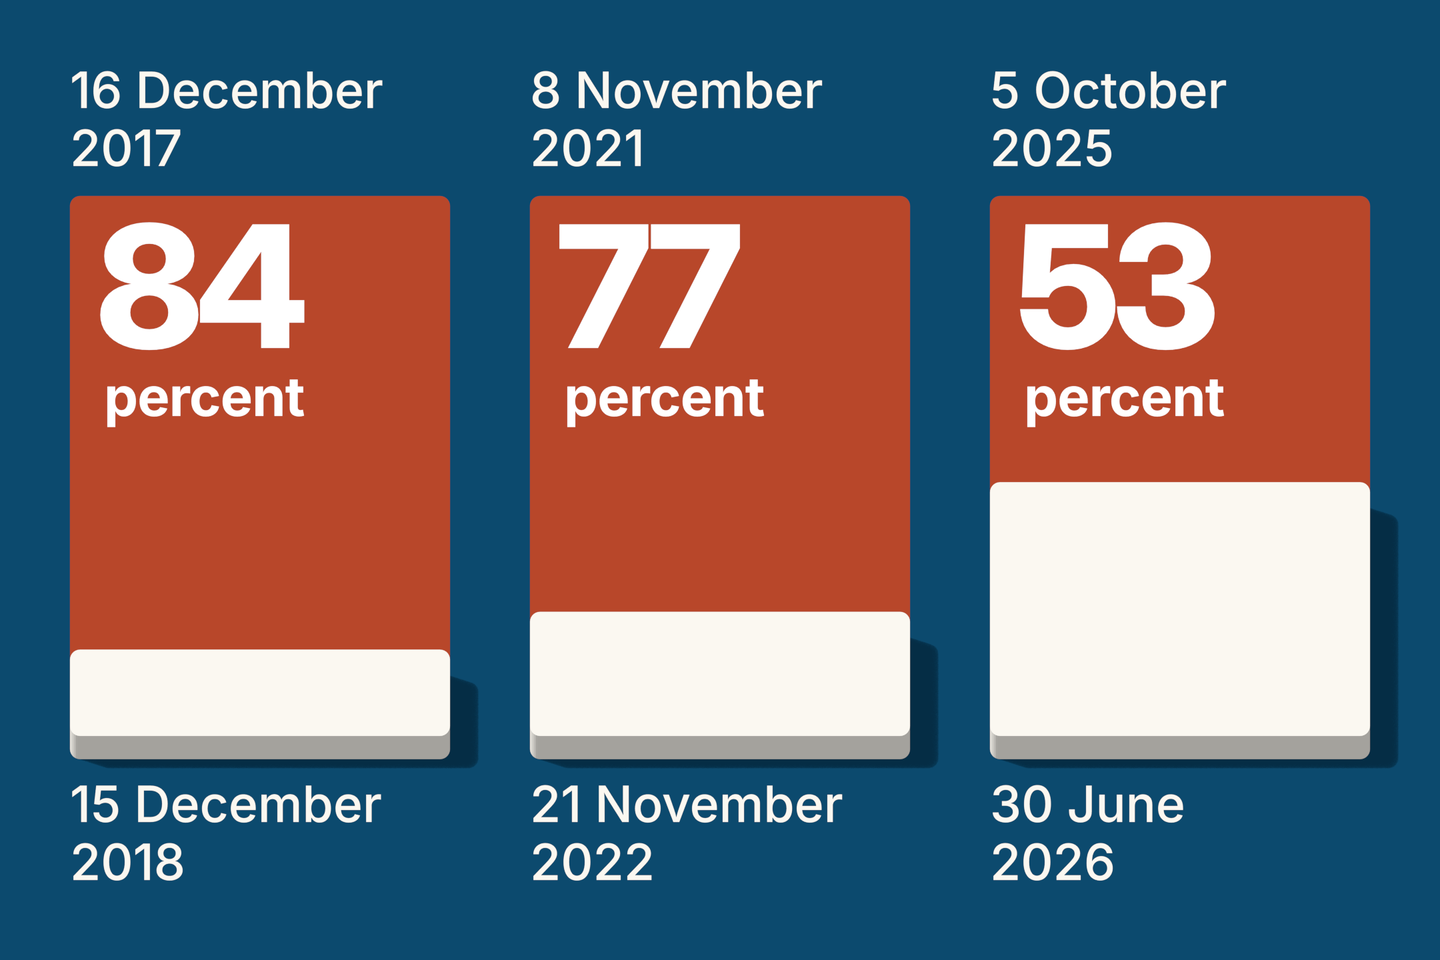 16 December
2017
84
percent
15 December
2018
8 November
2021
77
percent
21 November
2022
5 October
2025
53
percent
30 June
2026